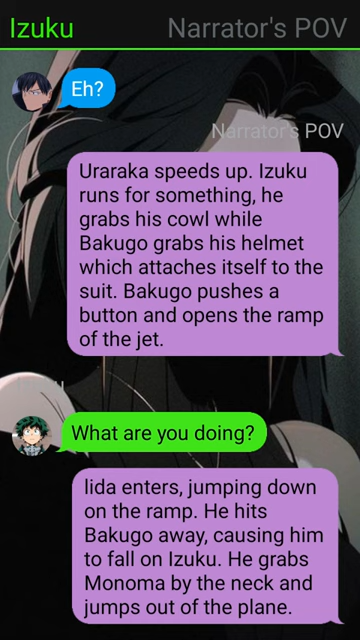 Izuku
Narrator's POV
Eh?
Narrator's POV
Uraraka speeds up. Izuku
runs for something, he
grabs his cowl while
Bakugo grabs his helmet
which attaches itself to the
suit. Bakugo pushes a
button and opens the ramp
of the jet.
What are you doing?
Iida enters, jumping down
on the ramp. He hits
Bakugo away, causing him
to fall on Izuku. He grabs
Monoma by the neck and
jumps out of the plane.